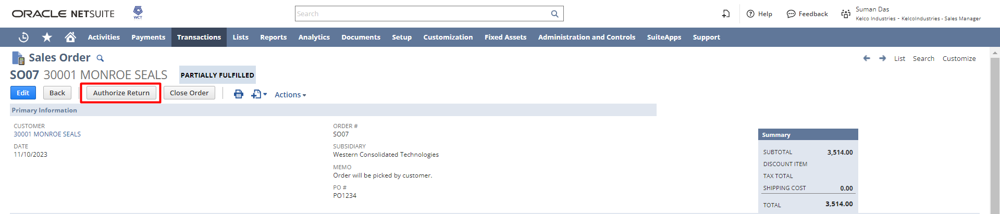 ORACLE NETSUITE
WCT
Search
Help
Feedback
Suman Das
Kelco Industries - KelcoIndustries - Sales Manager
Activities Payments Transactions Lists Reports Analytics Documents Setup Customization Fixed Assets Administration and Controls SuiteApps Support
Sales Order
List Search Customize
SO07 30001 MONROE SEALS PARTIALLY FULFILLED
Edit Back Authorize Return Close Order Actions
Primary Information
CUSTOMER
30001 MONROE SEALS
DATE
11/10/2023
ORDER #
SO07
SUBSIDIARY
Western Consolidated Technologies
MEMO
Order will be picked by customer.
PO #
PO1234
Summary
SUBTOTAL 3,514.00
DISCOUNT ITEM
TAX TOTAL
SHIPPING COST 0.00
TOTAL 3,514.00